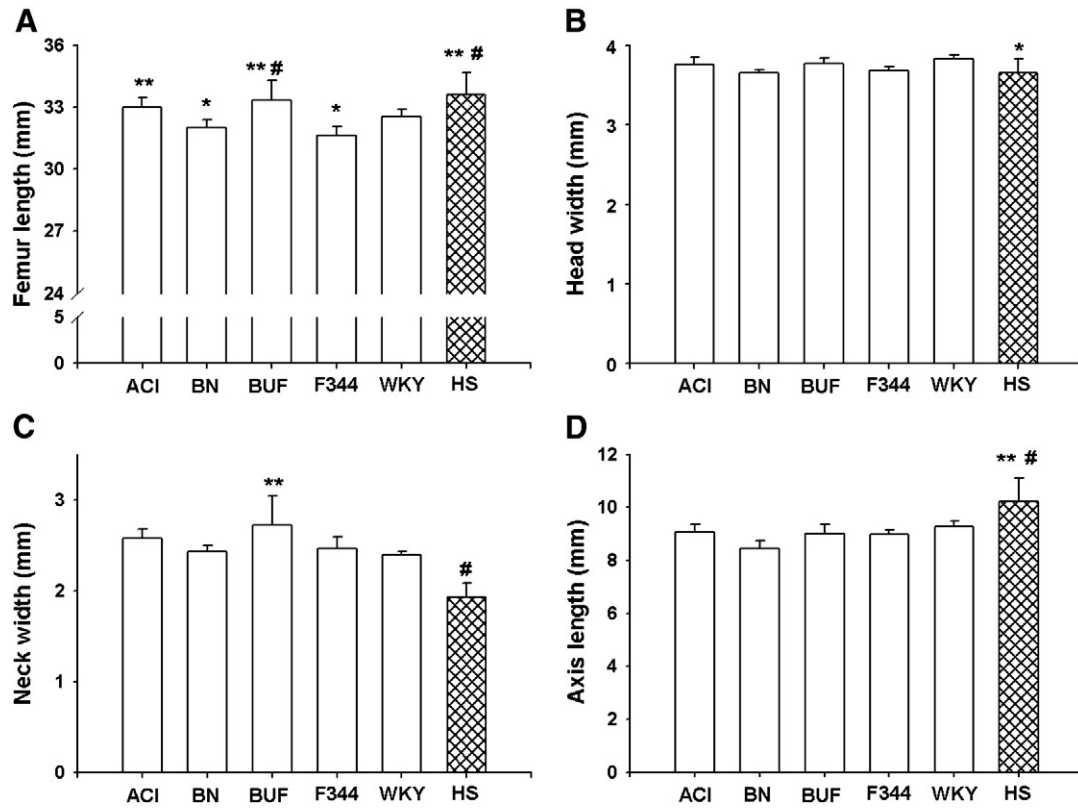 A
Femur length (mm)
36
33
30
27
24
5
0
** * ** # * ** #
ACI BN BUF F344 WKY HS
B
Head width (mm)
4
3
2
1
0
*
ACI BN BUF F344 WKY HS
C
Neck width (mm)
3
2
1
0
** #
ACI BN BUF F344 WKY HS
D
Axis length (mm)
12
10
8
6
4
2
0
** #
ACI BN BUF F344 WKY HS